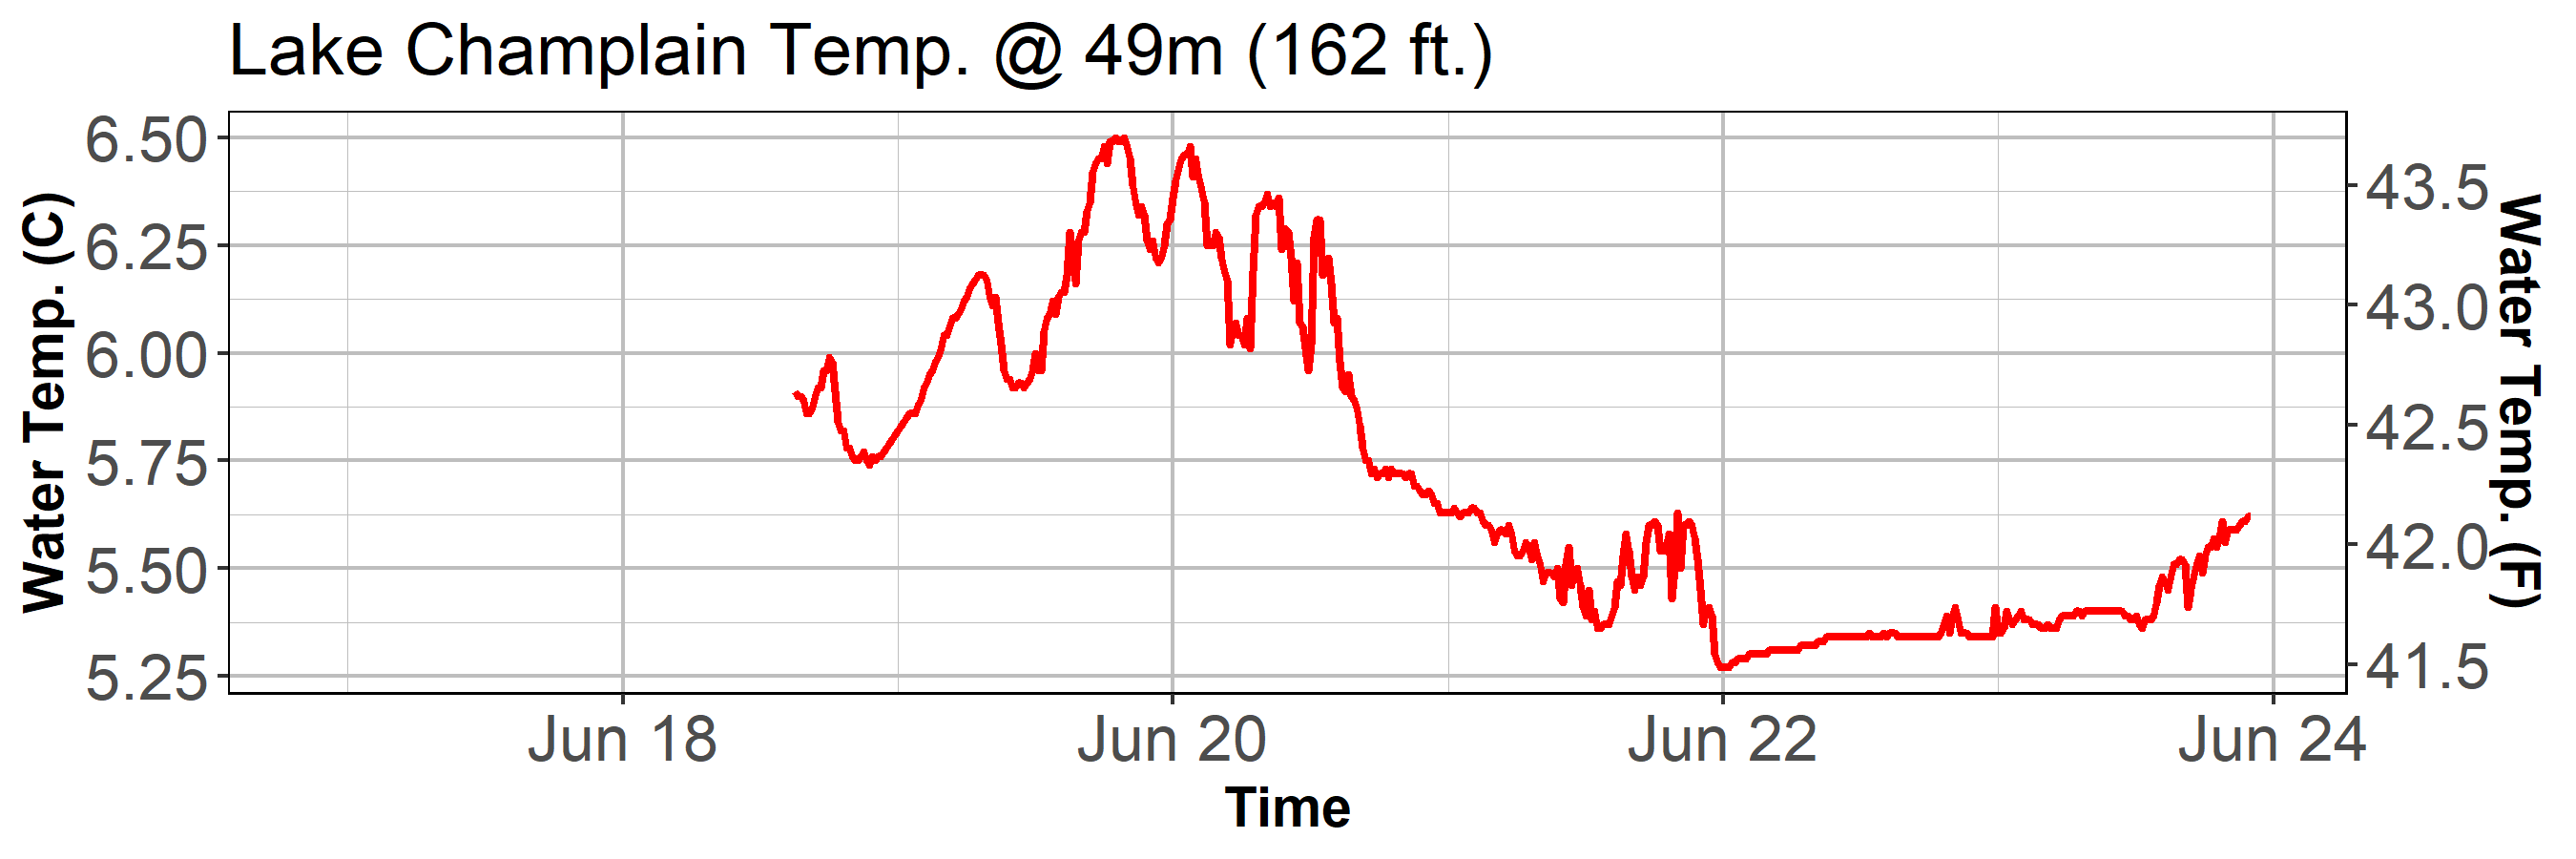 Lake Champlain Temp. @ 49m (162 ft.)
Water Temp. (C)
6.50
6.25
6.00
5.75
5.50
5.25
43.5
43.0
42.5
42.0
41.5
Water Temp. (F)
Jun 18 Jun 20 Jun 22 Jun 24
Time